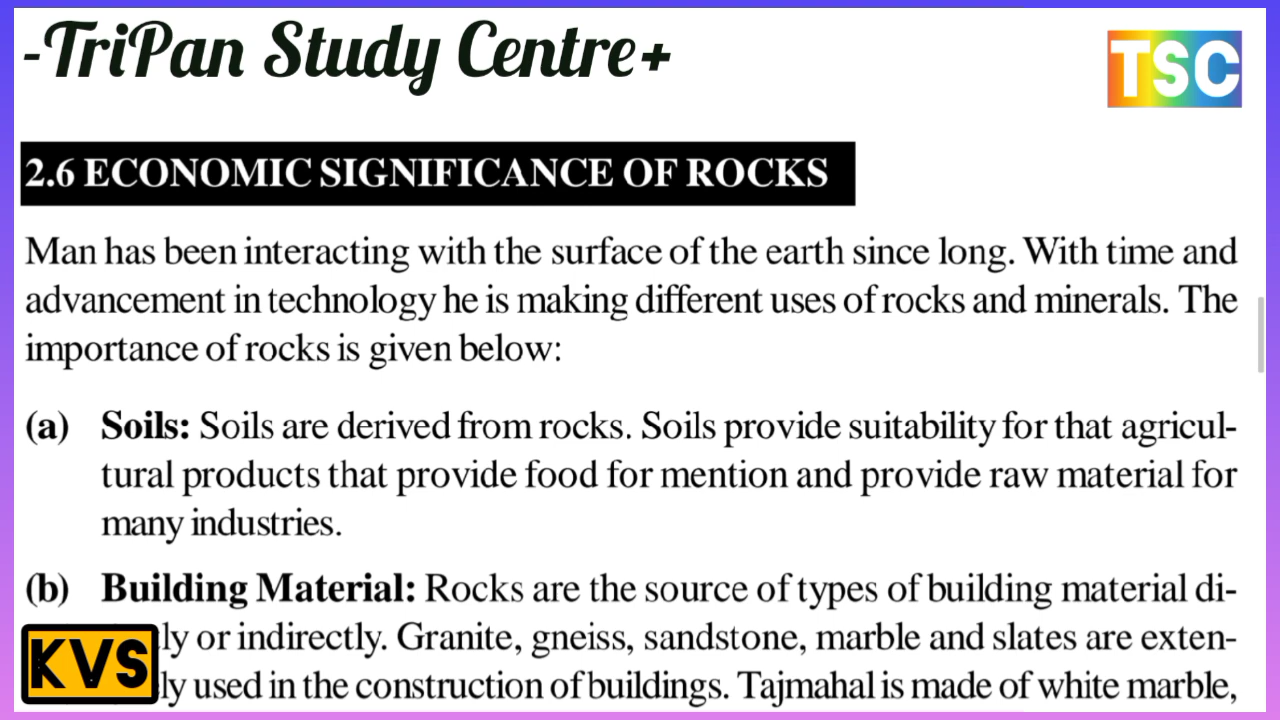 -TriPan Study Centre+
TSC
2.6 ECONOMIC SIGNIFICANCE OF ROCKS
Man has been interacting with the surface of the earth since long. With time and
advancement in technology he is making different uses of rocks and minerals. The
importance of rocks is given below:
(a) Soils: Soils are derived from rocks. Soils provide suitability for that agricul-
tural products that provide food for mention and provide raw material for
many industries.
(b) Building Material: Rocks are the source of types of building material di-
ly or indirectly. Granite, gneiss, sandstone, marble and slates are exten-
ly used in the construction of buildings. Tajmahal is made of white marble,
KVS